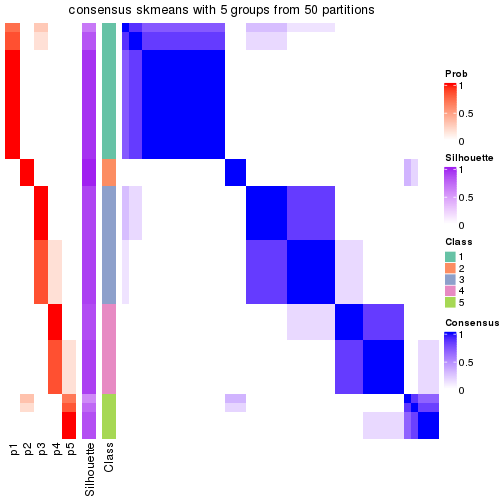 consensus skmeans with 5 groups from 50 partitions
Prob
1
0.5
0
Silhouette
1
0.5
0
Class
1
2
3
4
5
Consensus
1
0.5
0
p1
p2
p3
p4
p5
Silhouette
Class